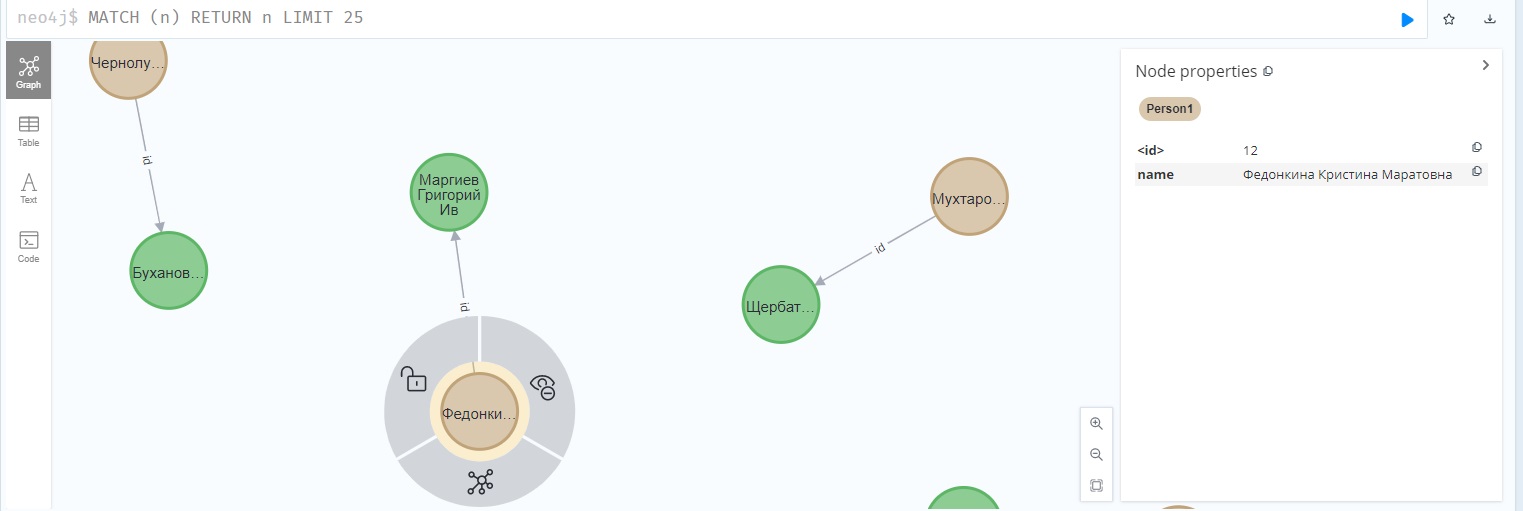 neo4j$ MATCH (n) RETURN n LIMIT 25
Graph
Table
Text
Code
Чернолу...
id
Буханов...
Маргиев
Григорий
Ив
id
Федонки...
Мухтаро...
id
Щербат...
Node properties
Person1
<id> 12
name Федонкина Кристина Маратовна